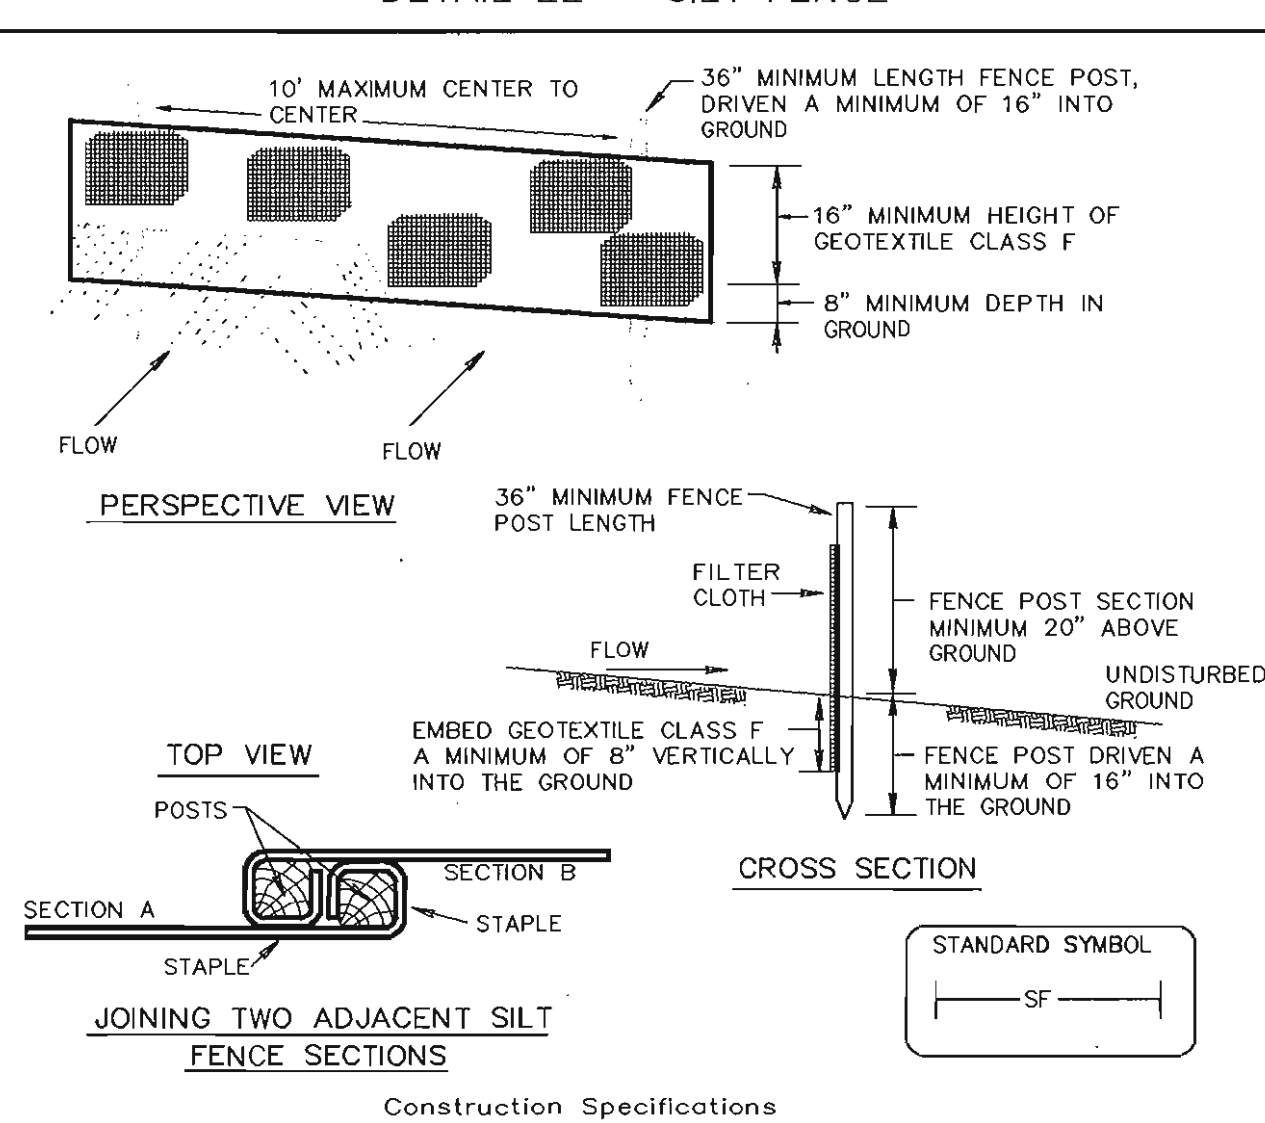 10' MAXIMUM CENTER TO
CENTER
36" MINIMUM LENGTH FENCE POST,
DRIVEN A MINIMUM OF 16" INTO
GROUND
16" MINIMUM HEIGHT OF
GEOTEXTILE CLASS F
8" MINIMUM DEPTH IN
GROUND
FLOW
FLOW
PERSPECTIVE VIEW
36" MINIMUM FENCE
POST LENGTH
FILTER
CLOTH
FENCE POST SECTION
MINIMUM 20" ABOVE
GROUND
FLOW
UNDISTURBED
GROUND
EMBED GEOTEXTILE CLASS F
A MINIMUM OF 8" VERTICALLY
INTO THE GROUND
FENCE POST DRIVEN A
MINIMUM OF 16" INTO
THE GROUND
CROSS SECTION
TOP VIEW
POSTS
SECTION B
SECTION A
STAPLE
STAPLE
JOINING TWO ADJACENT SILT
FENCE SECTIONS
STANDARD SYMBOL
SF
Construction Specifications